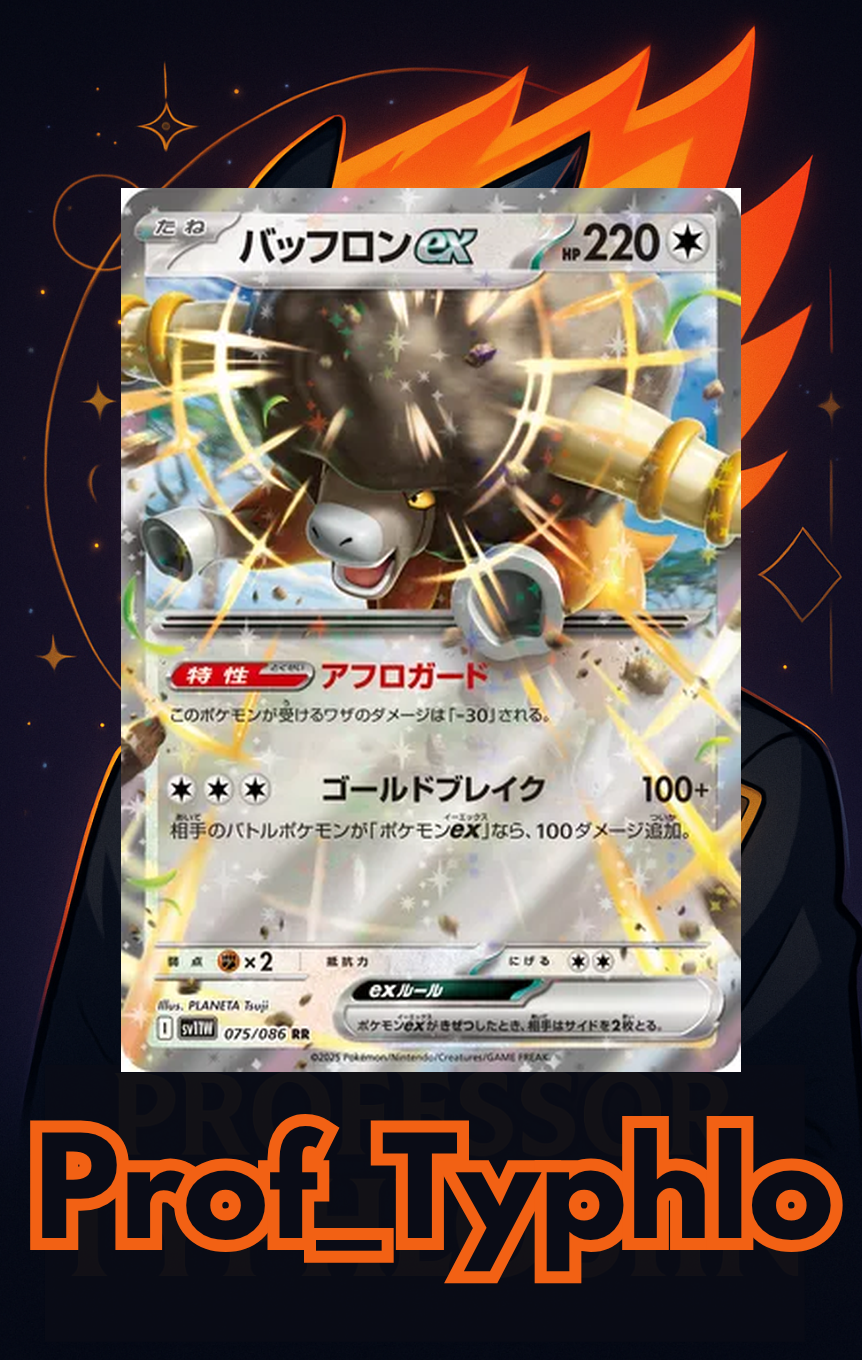 たね バッフロンex HP220
特性 とくせい アフロガード
このポケモンが受けるワザのダメージは「-30」される。
ゴールドブレイク 100+
相手のバトルポケモンが「ポケモンex」なら、100ダメージ追加。
弱点 ×2 抵抗力 にげる
Illus. PLANETA Tsuji
exルール
I sv11W 075/086 RR
ポケモンexがきぜつしたとき、相手はサイドを2枚とる。
©2025 Pokémon/Nintendo/Creatures/GAME FREAK.
PROFESSOR
Prof_Typhlo